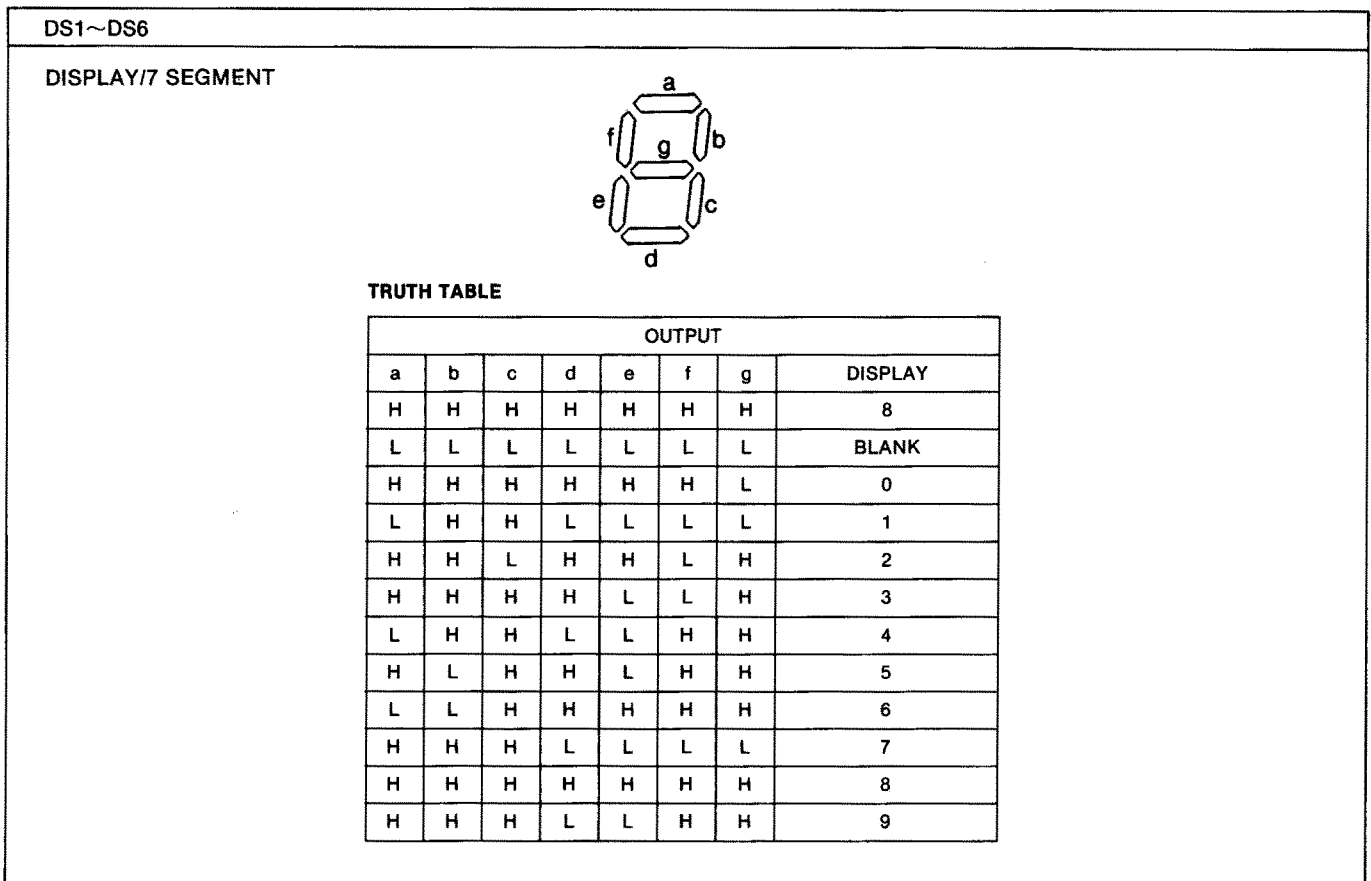 DS1~DS6
DISPLAY/7 SEGMENT
a
f b
g
e c
d
TRUTH TABLE
OUTPUT
a b c d e f g DISPLAY
H H H H H H H 8
L L L L L L L BLANK
H H H H H H L 0
L H H L L L L 1
H H L H H L H 2
H H H H L L H 3
L H H L L H H 4
H L H H L H H 5
L L H H H H H 6
H H H L L L L 7
H H H H H H H 8
H H H L L H H 9